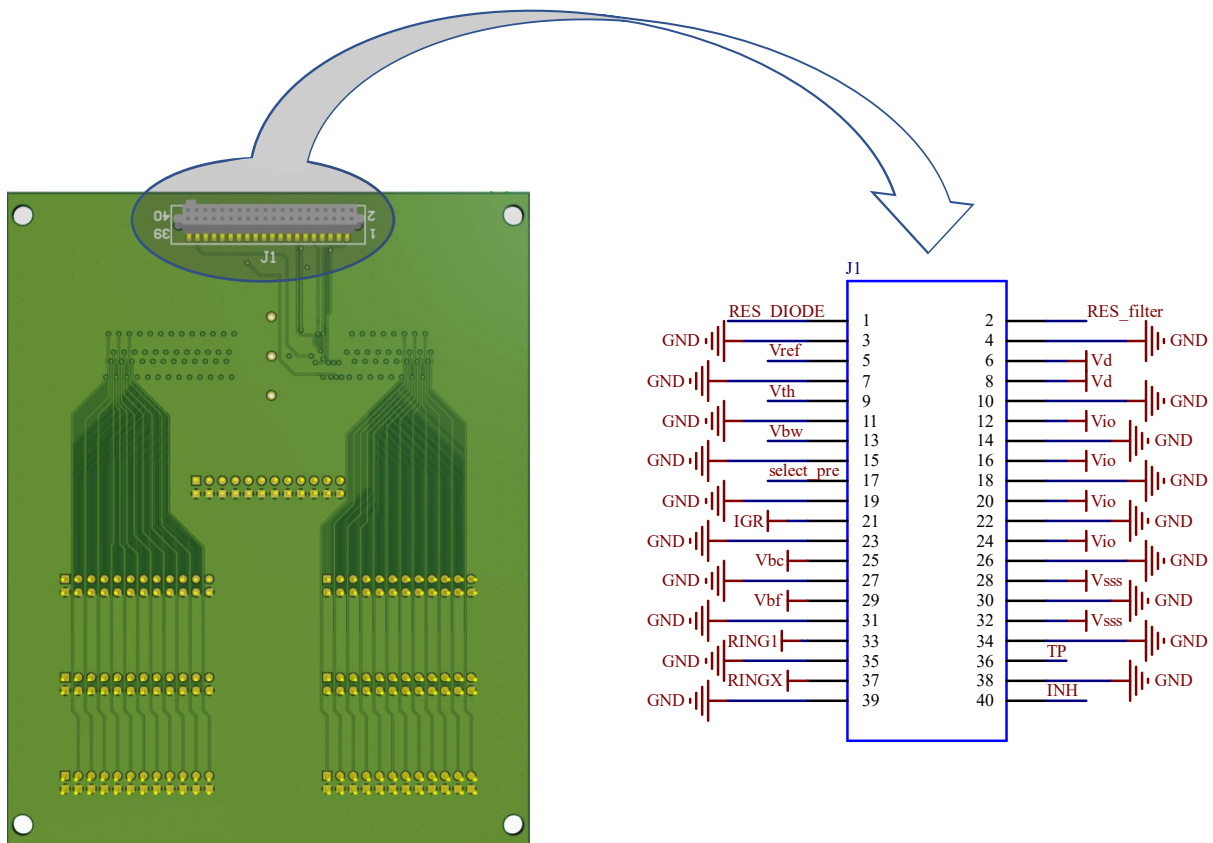 40 2
39 1
J1
J1
RES_DIODE 1 2 RES_filter
GND 3 4 GND
Vref 5 6 Vd
GND 7 8 Vd
Vth 9 10 GND
GND 11 12 Vio
Vbw 13 14 GND
GND 15 16 Vio
select_pre 17 18 GND
GND 19 20 Vio
IGR 21 22 GND
GND 23 24 Vio
Vbc 25 26 GND
GND 27 28 Vsss
Vbf 29 30 GND
GND 31 32 Vsss
RING1 33 34 GND
GND 35 36 TP
RINGX 37 38 GND
GND 39 40 INH